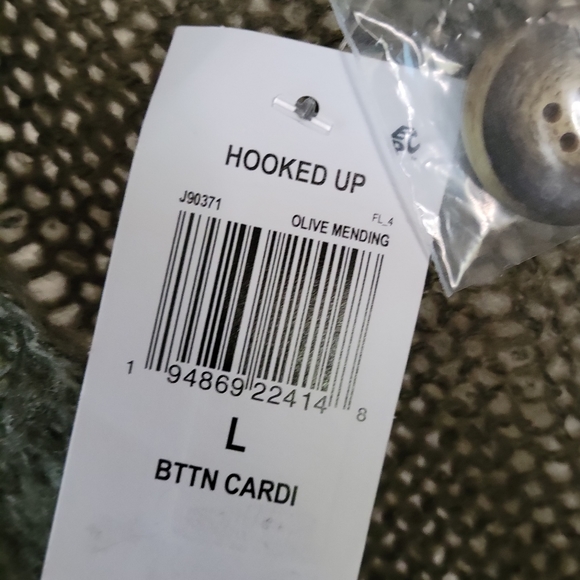 HOOKED UP
J90371
FL_4
OLIVE MENDING
1 94869 22414 8
L
BTTN CARDI